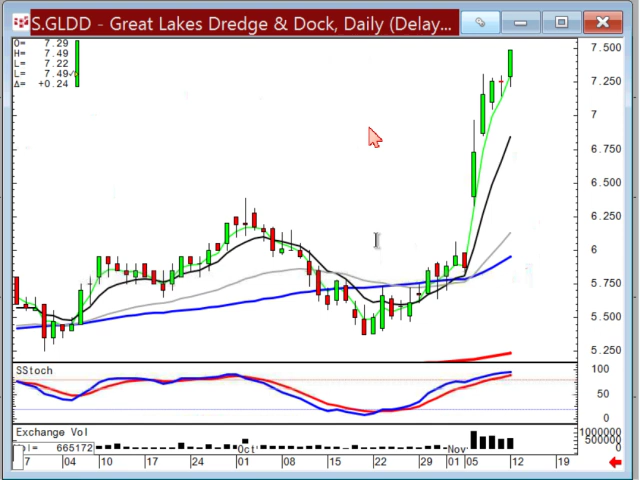 S.GLDD - Great Lakes Dredge & Dock, Daily (Delay...
O= 7.29
H= 7.49
L= 7.22
L= 7.49
Δ= +0.24
7.500
7.250
7
6.750
6.500
6.250
6
5.750
5.500
5.250
SStoch
100
50
0
Exchange Vol
Vol= 665172
1000000
500000
0
Oct
Nov
7 04 10 17 24 01 08 15 22 29 01 05 12 19